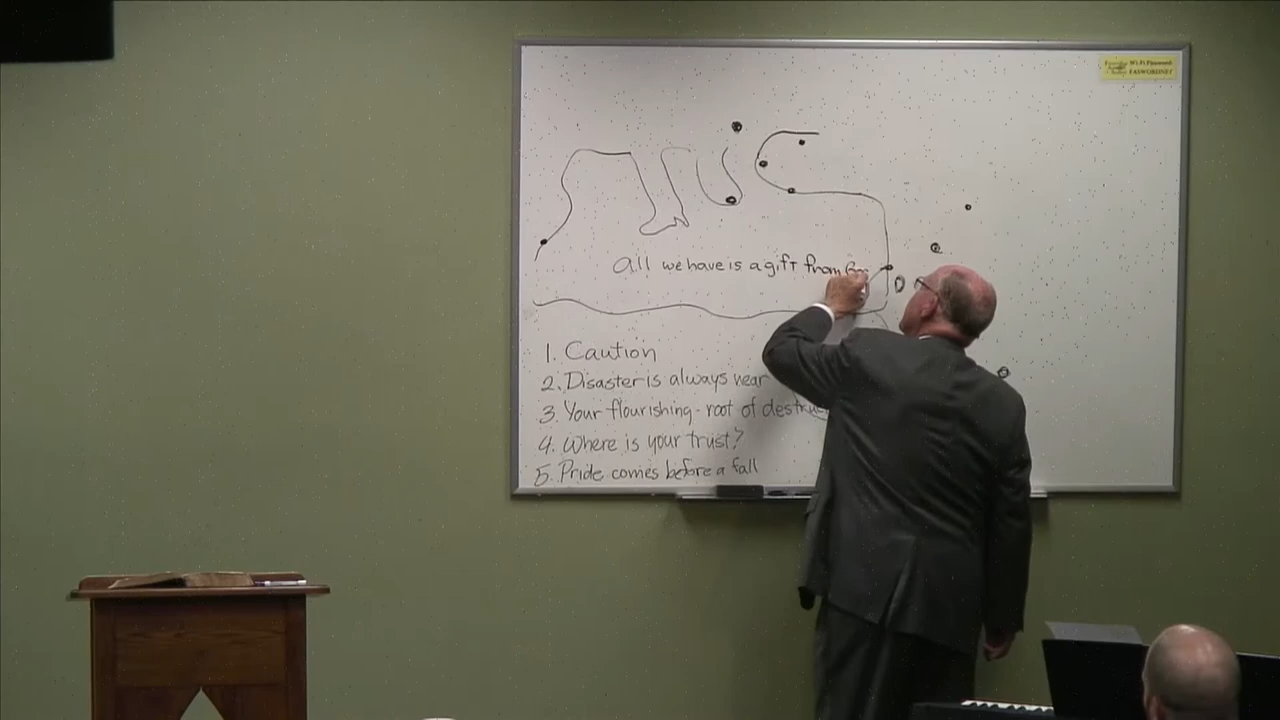 All we have is a gift from
1. Caution
2. Disaster is always near
3. Your flourishing - root of
4. Where is your trust?
5. Pride comes before a fall